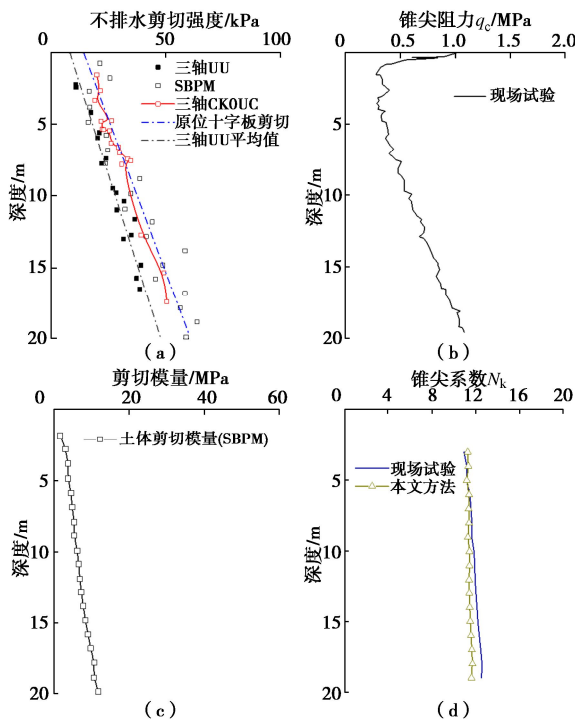 不排水剪切强度/kPa
0 50 100
5
10
15
20
深度/m
三轴UU
SBPM
三轴CK0UC
原位十字板剪切
三轴UU平均值
(a)
锥尖阻力qc/MPa
0 0.5 1.0 1.5 2.0
5
10
15
20
深度/m
现场试验
(b)
剪切模量/MPa
0 20 40 60
5
10
15
20
深度/m
土体剪切模量(SBPM)
(c)
锥尖系数Nk
0 4 8 12 16 20
5
10
15
20
深度/m
现场试验
本文方法
(d)